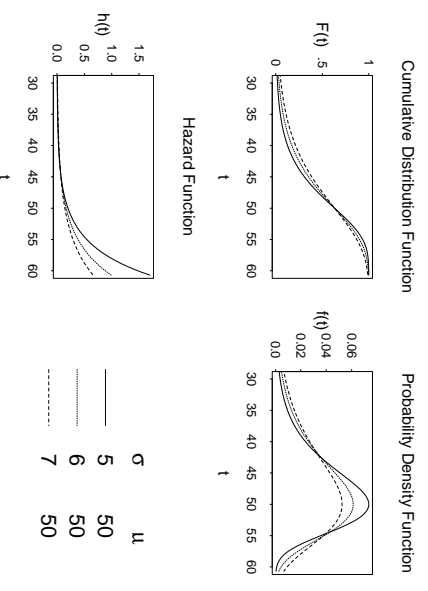 Cumulative Distribution Function
F(t)
1
.5
0
30 35 40 45 50 55 60
t
Probability Density Function
f(t)
0.06
0.04
0.02
0.0
30 35 40 45 50 55 60
t
Hazard Function
h(t)
1.5
1.0
0.5
0.0
30 35 40 45 50 55 60
t
σ μ
5 50
6 50
7 50